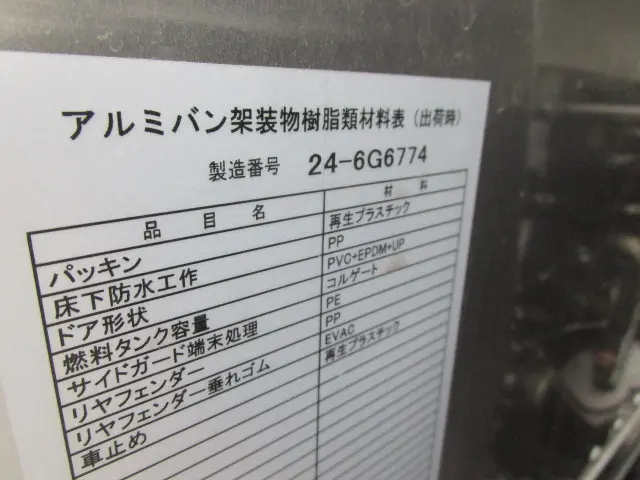 アルミバン架装物樹脂類材料表（出荷時）
製造番号 24-6G6774
品目名 材料
パッキン 再生プラスチック
床下防水工作 PP
ドア形状 PVC+EPDM+UP
燃料タンク容量 コルゲート
サイドガード端末処理 PE
リヤフェンダー PP
リヤフェンダー垂れゴム EVAC
車止め 再生プラスチック